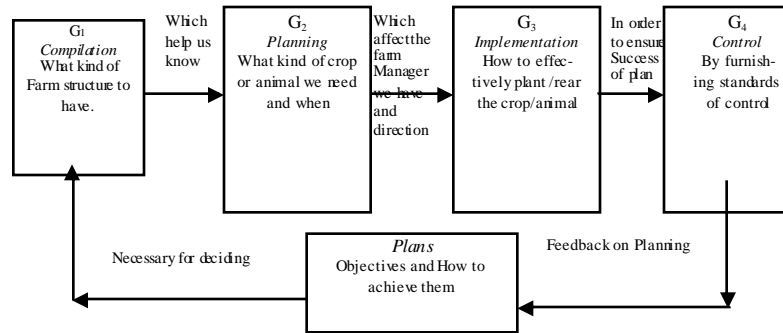 G1
Compilation
What kind of
Farm structure to
have.
Which
help us
know
G2
Planning
What kind of crop
or animal we need
and when
Which
affect the
farm
Manager
we have
and
direction
G3
Implementation
How to effec-
tively plant /rear
the crop/animal
In order
to ensure
Success
of plan
G4
Control
By furnish-
ing standards
of control
Necessary for deciding
Plans
Objectives and How to
achieve them
Feedback on Planning